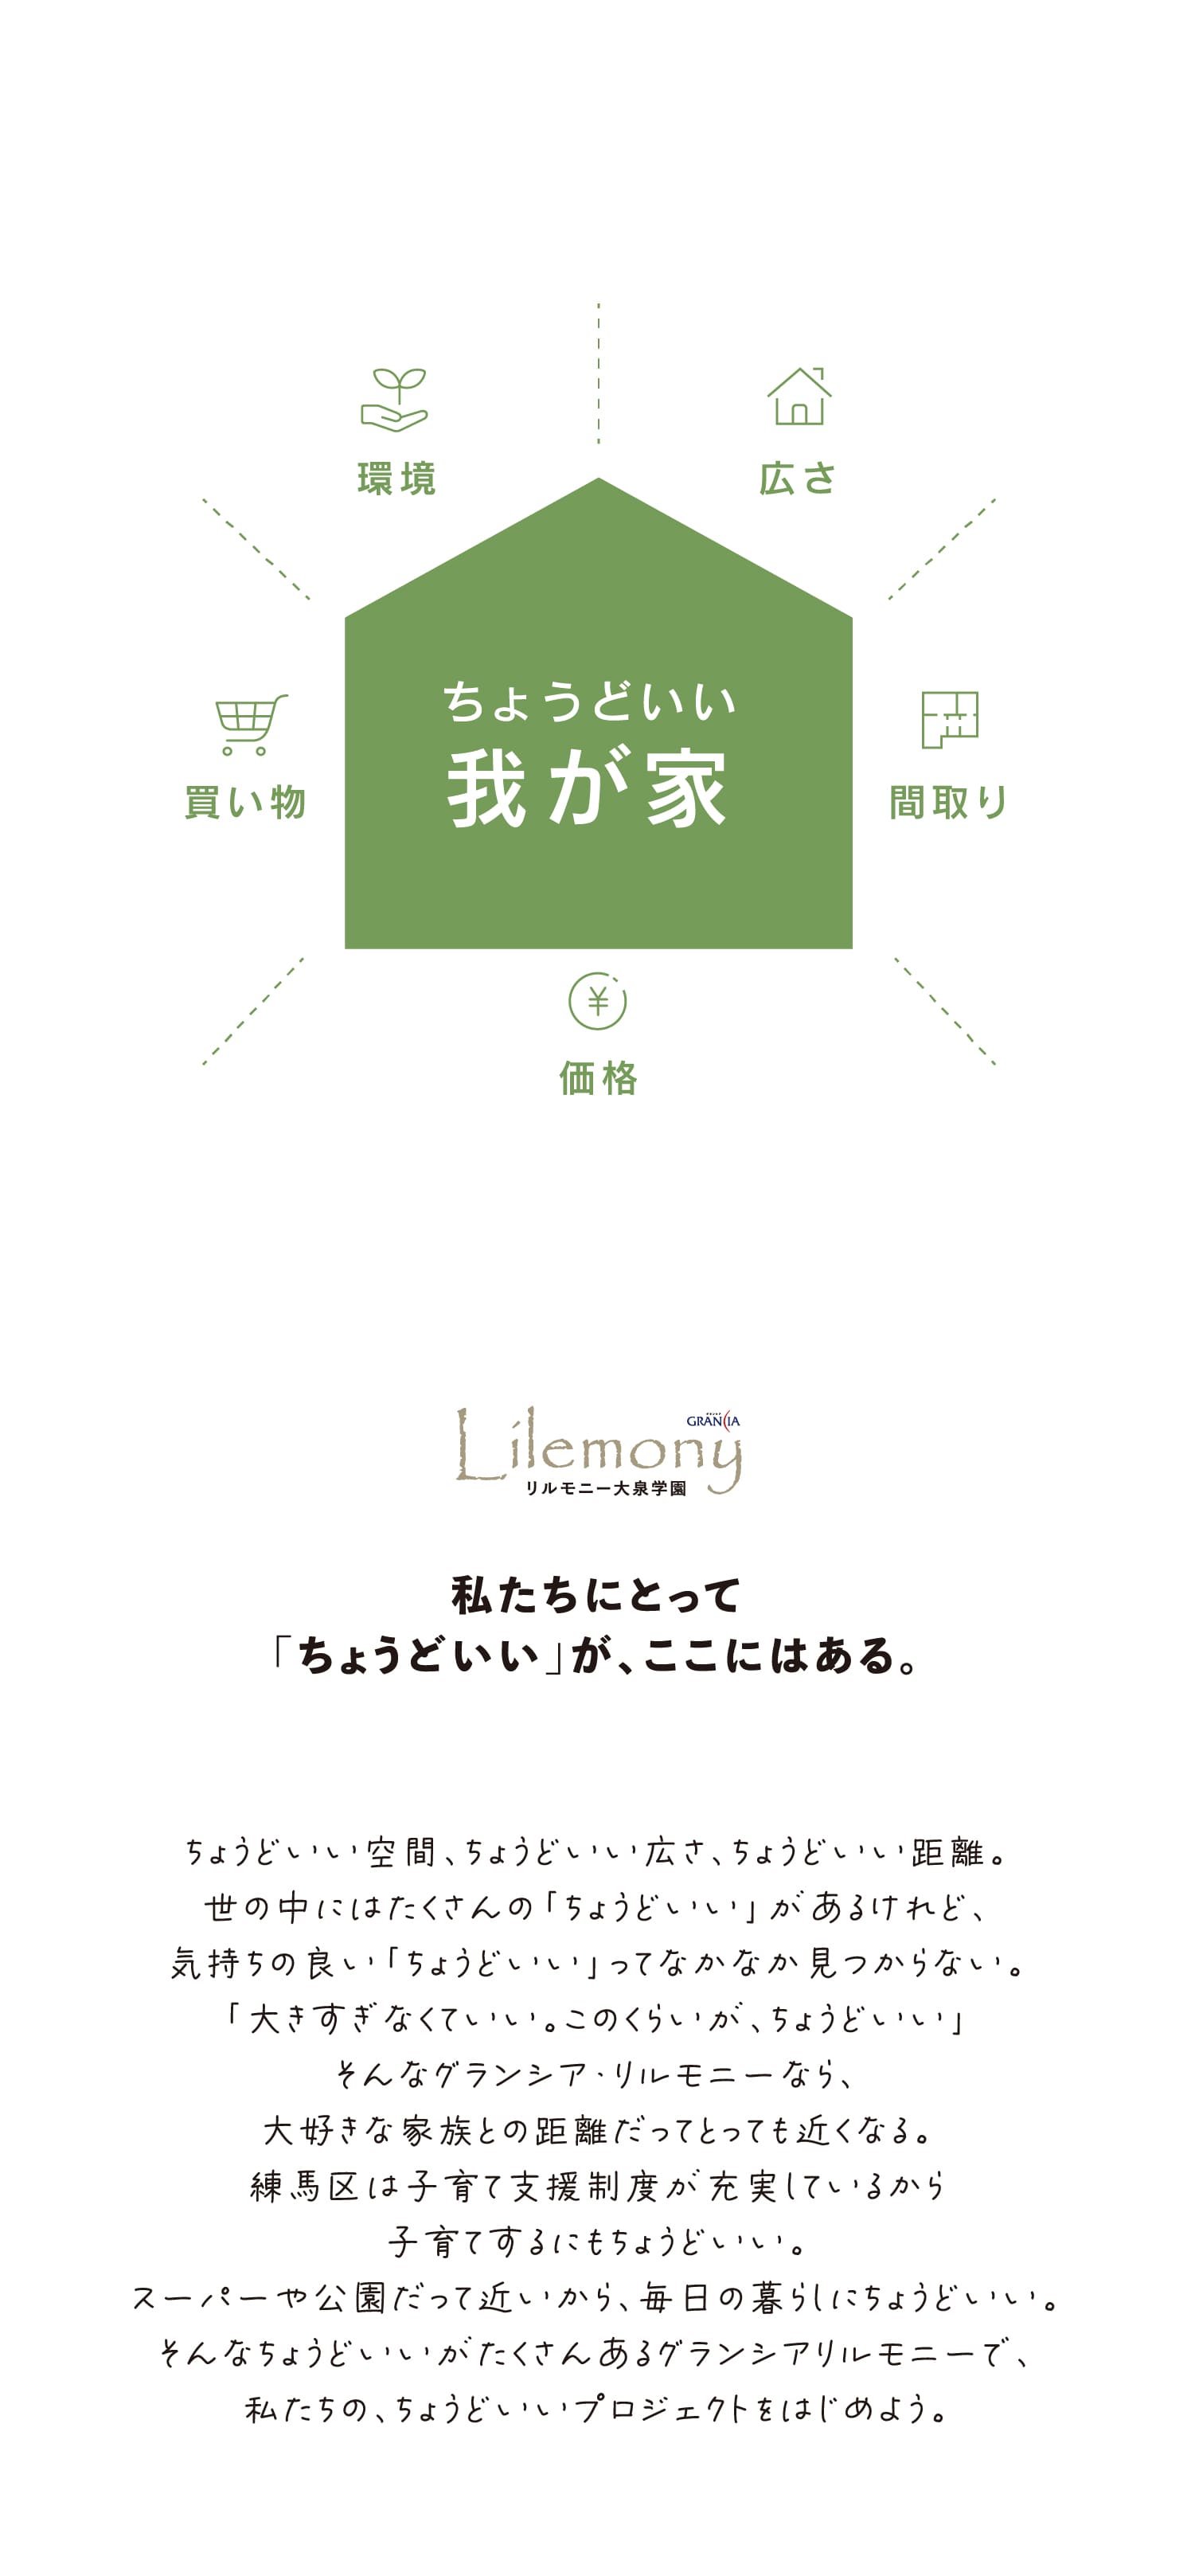 環境
広さ
ちょうどいい
我が家
買い物
間取り
¥
価格
Lilemony
GRANCIA
リルモニー大泉学園
私たちにとって
「ちょうどいい」が、ここにはある。
ちょうどいい空間、ちょうどいい広さ、ちょうどいい距離。
世の中にはたくさんの「ちょうどいい」があるけれど、
気持ちの良い「ちょうどいい」ってなかなか見つからない。
「大きすぎなくていい。このくらいが、ちょうどいい」
そんなグランシア・リルモニーなら、
大好きな家族との距離だってとっても近くなる。
練馬区は子育て支援制度が充実しているから
子育てするにもちょうどいい。
スーパーや公園だって近いから、毎日の暮らしにちょうどいい。
そんなちょうどいいがたくさんあるグランシアリルモニーで、
私たちの、ちょうどいいプロジェクトをはじめよう。